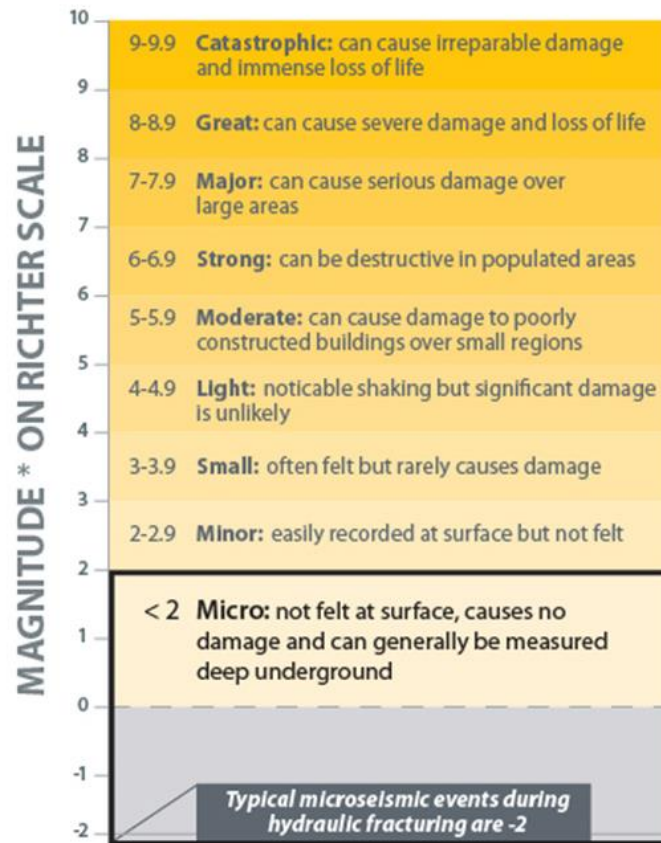 MAGNITUDE * ON RICHTER SCALE
10
9-9.9 Catastrophic: can cause irreparable damage
and immense loss of life
9
8-8.9 Great: can cause severe damage and loss of life
8
7-7.9 Major: can cause serious damage over
large areas
7
6-6.9 Strong: can be destructive in populated areas
6
5-5.9 Moderate: can cause damage to poorly
constructed buildings over small regions
5
4-4.9 Light: noticable shaking but significant damage
is unlikely
4
3-3.9 Small: often felt but rarely causes damage
3
2-2.9 Minor: easily recorded at surface but not felt
2
< 2 Micro: not felt at surface, causes no
1
damage and can generally be measured
deep underground
0
-1
Typical microseismic events during
hydraulic fracturing are -2
-2